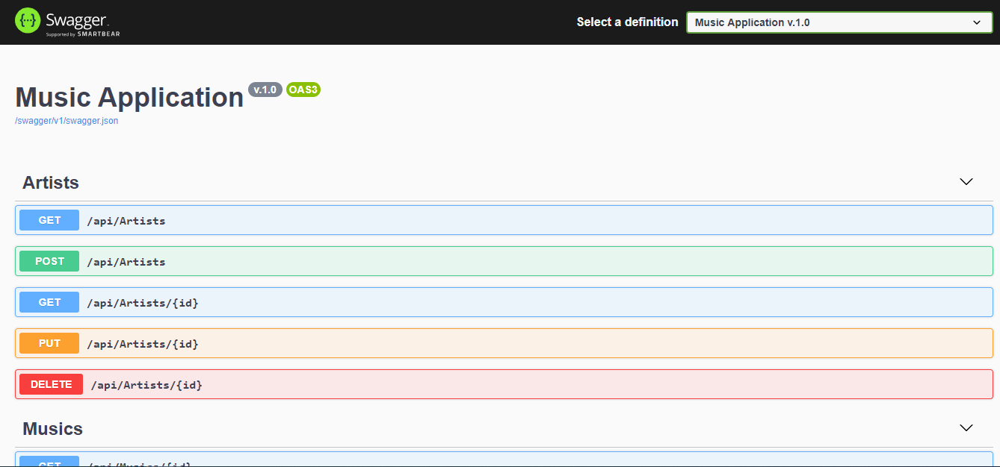 Swagger.
Supported by SMARTBEAR
Select a definition
Music Application v.1.0
Music Application v.1.0 OAS3
/swagger/v1/swagger.json
Artists
GET /api/Artists
POST /api/Artists
GET /api/Artists/{id}
PUT /api/Artists/{id}
DELETE /api/Artists/{id}
Musics
GET /api/Musics/{id}